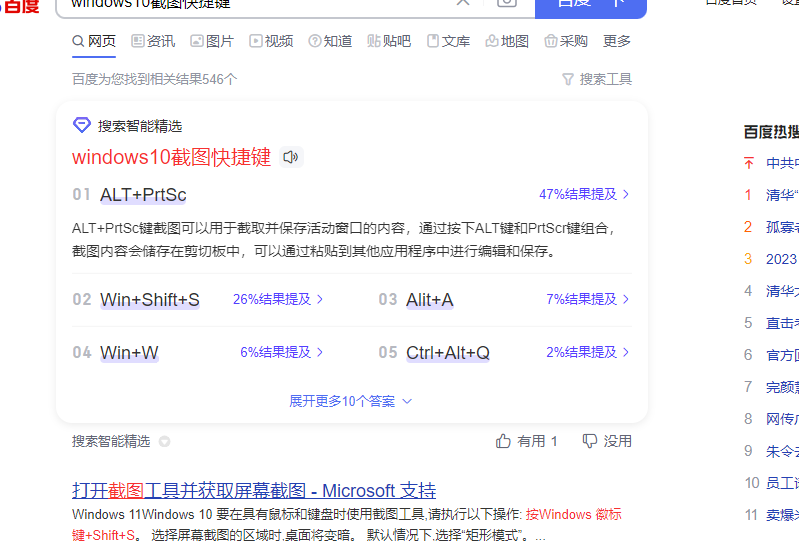 百度
windows10截图快捷键
百度一下
百度首页
网页 资讯 图片 视频 知道 贴吧 文库 地图 采购 更多
百度为您找到相关结果546个
搜索工具
搜索智能精选
windows10截图快捷键
01 ALT+PrtSc 47%结果提及
ALT+PrtSc键截图可以用于截取并保存活动窗口的内容，通过按下ALT键和PrtScr键组合，
截图内容会储存在剪切板中，可以通过粘贴到其他应用程序中进行编辑和保存。
02 Win+Shift+S 26%结果提及
03 Alit+A 7%结果提及
04 Win+W 6%结果提及
05 Ctrl+Alt+Q 2%结果提及
展开更多10个答案
搜索智能精选
有用 1 没用
打开截图工具并获取屏幕截图 - Microsoft 支持
Windows 11Windows 10 要在具有鼠标和键盘时使用截图工具,请执行以下操作: 按Windows 徽标
键+Shift+S。 选择屏幕截图的区域时,桌面将变暗。 默认情况下,选择“矩形模式”。...
百度热搜
中共中
1 清华“
2 孤寡老
3 2023
4 清华大
5 直击考
6 官方回
7 完颜慧
8 网传广
9 朱令去
10 员工讨
11 卖爆米